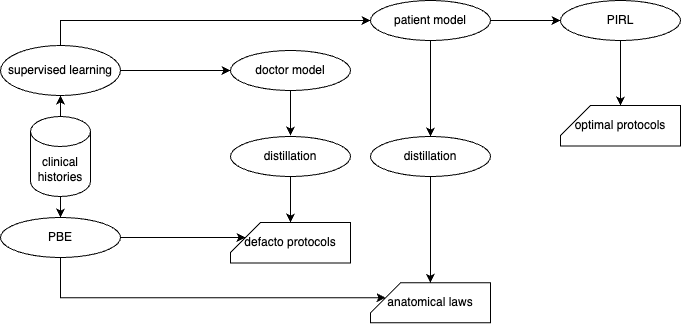 patient model
PIRL
supervised learning
doctor model
optimal protocols
clinical
histories
distillation
distillation
PBE
defacto protocols
anatomical laws